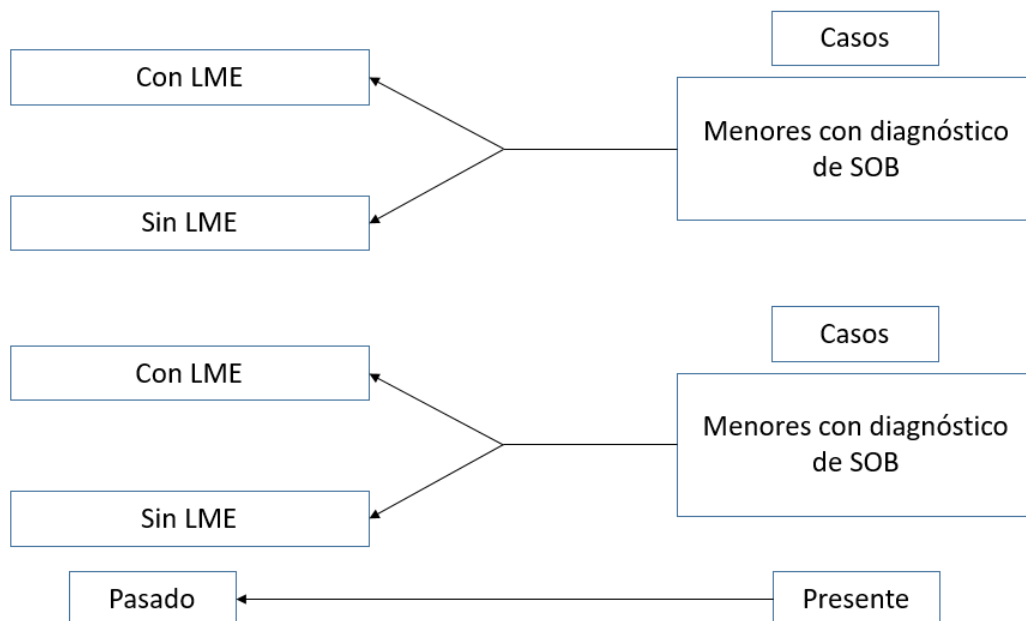 Casos
Con LME
Menores con diagnóstico
de SOB
Sin LME
Casos
Con LME
Menores con diagnóstico
de SOB
Sin LME
Pasado
Presente